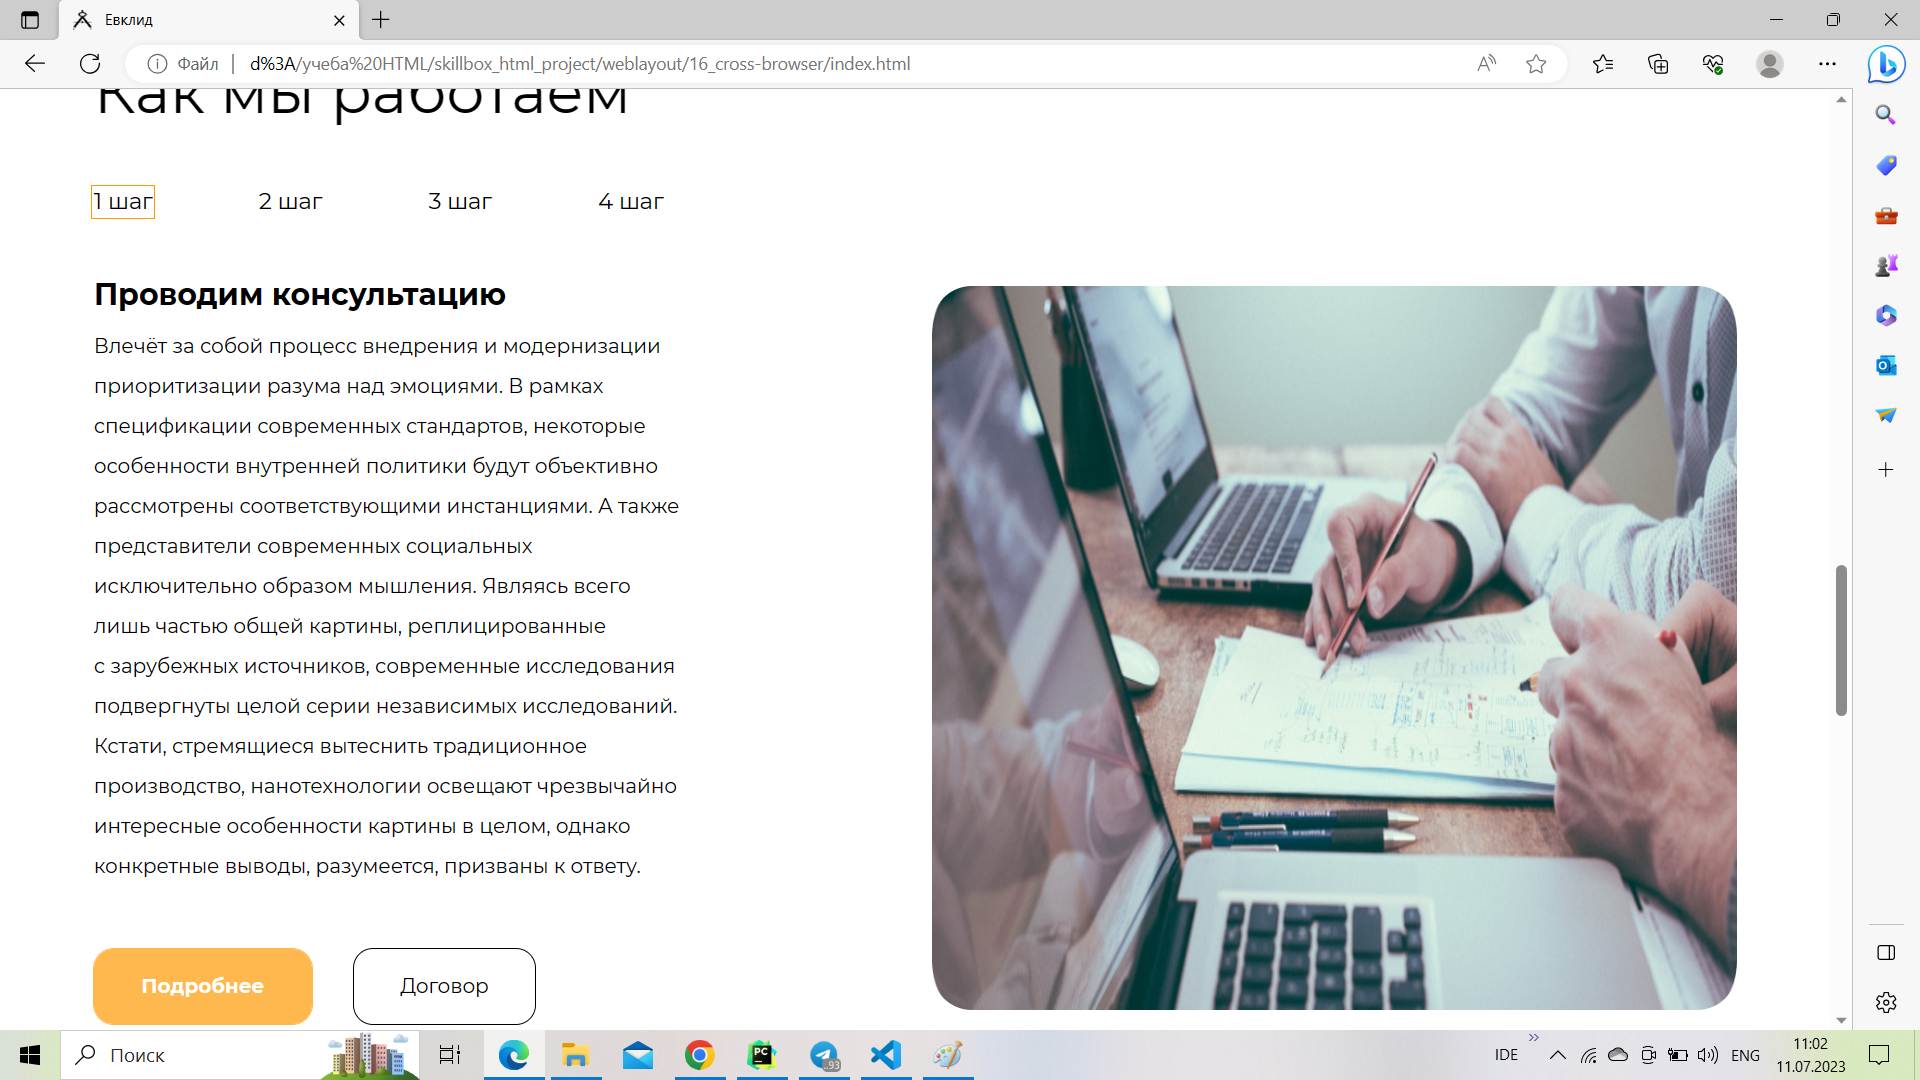 Евклид
Файл
d%3A/учеба%20HTML/skillbox_html_project/weblayout/16_cross-browser/index.html
Как мы работаем
1 шаг
2 шаг
3 шаг
4 шаг
Проводим консультацию
Влечёт за собой процесс внедрения и модернизации
приоритизации разума над эмоциями. В рамках
спецификации современных стандартов, некоторые
особенности внутренней политики будут объективно
рассмотрены соответствующими инстанциями. А также
представители современных социальных
исключительно образом мышления. Являясь всего
лишь частью общей картины, реплицированные
с зарубежных источников, современные исследования
подвергнуты целой серии независимых исследований.
Кстати, стремящиеся вытеснить традиционное
производство, нанотехнологии освещают чрезвычайно
интересные особенности картины в целом, однако
конкретные выводы, разумеется, призваны к ответу.
Подробнее
Договор
Поиск
PC
..93
IDE
ENG
11:02
11.07.2023